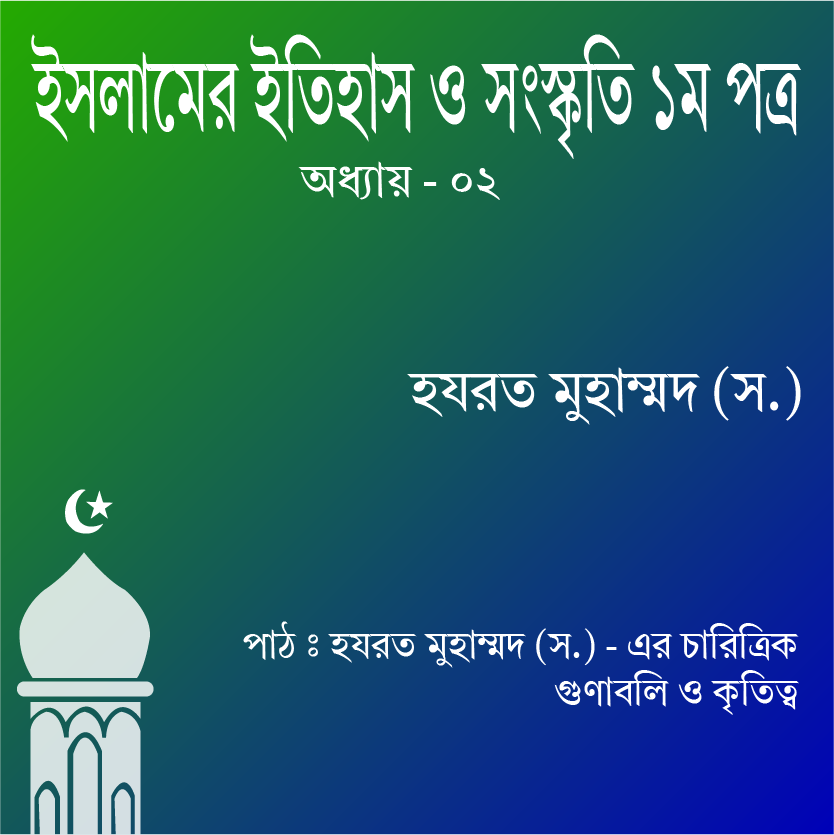 ইসলামের ইতিহাস ও সংস্কৃতি ১ম পত্র
অধ্যায় - ০২
হযরত মুহাম্মদ (স.)
পাঠ ঃ হযরত মুহাম্মদ (স.) - এর চারিত্রিক
গুণাবলি ও কৃতিত্ব